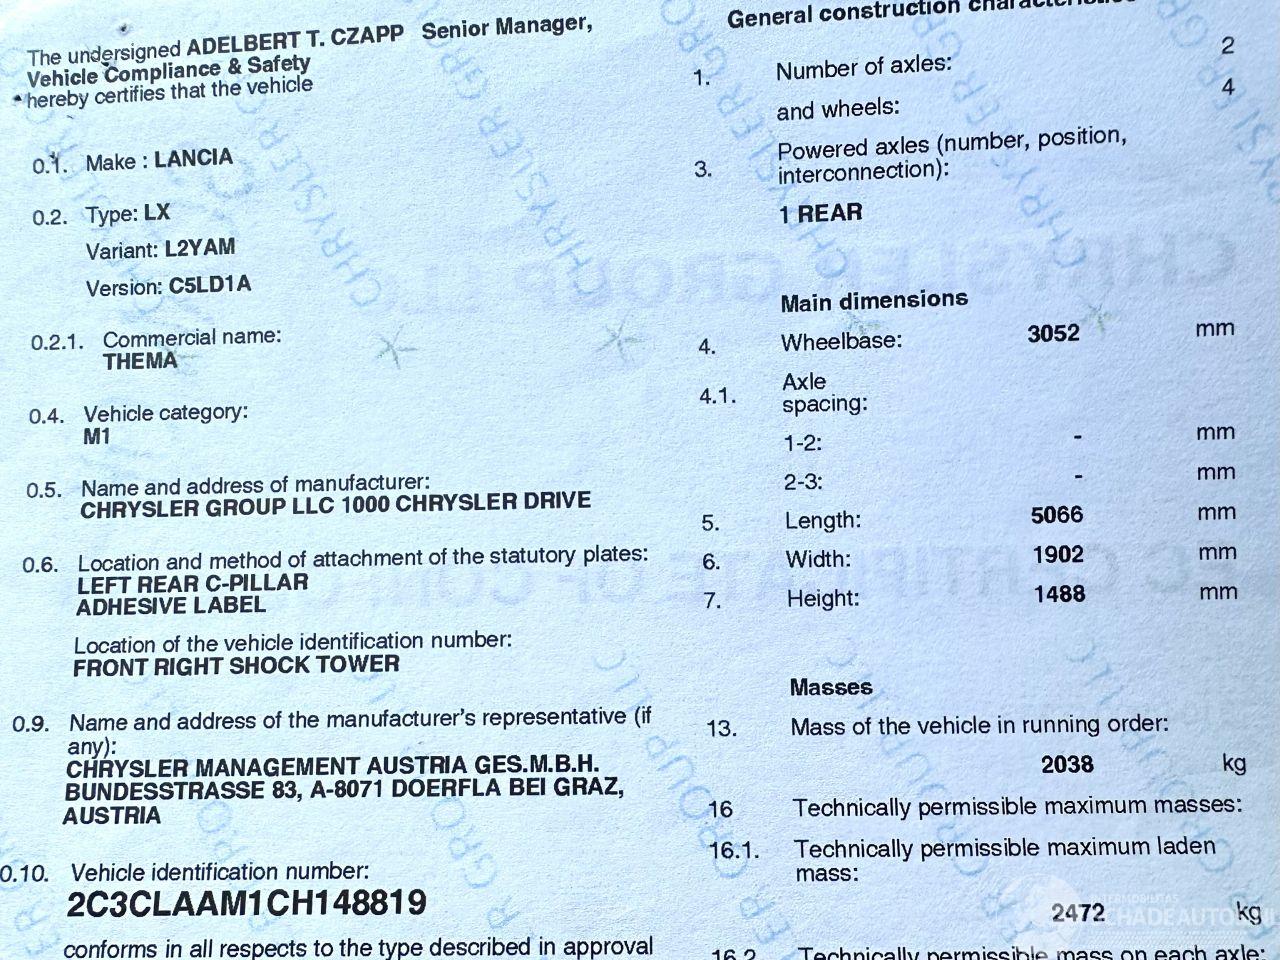 The undersigned ADELBERT T. CZAPP Senior Manager,
Vehicle Compliance & Safety
hereby certifies that the vehicle
0.1. Make : LANCIA
0.2. Type: LX
Variant: L2YAM
Version: C5LD1A
0.2.1. Commercial name:
THEMA
0.4. Vehicle category:
M1
0.5. Name and address of manufacturer:
CHRYSLER GROUP LLC 1000 CHRYSLER DRIVE
0.6. Location and method of attachment of the statutory plates:
LEFT REAR C-PILLAR
ADHESIVE LABEL
Location of the vehicle identification number:
FRONT RIGHT SHOCK TOWER
0.9. Name and address of the manufacturer's representative (if
any):
CHRYSLER MANAGEMENT AUSTRIA GES.M.B.H.
BUNDESSTRASSE 83, A-8071 DOERFLA BEI GRAZ,
AUSTRIA
0.10. Vehicle identification number:
2C3CLAAM1CH148819
conforms in all respects to the type described in approval
General construction characteristics
1. Number of axles: 2
and wheels: 4
3. Powered axles (number, position,
interconnection):
1 REAR
Main dimensions
4. Wheelbase: 3052 mm
4.1. Axle
spacing:
1-2: - mm
2-3: - mm
5. Length: 5066 mm
6. Width: 1902 mm
7. Height: 1488 mm
Masses
13. Mass of the vehicle in running order:
2038 kg
16 Technically permissible maximum masses:
16.1. Technically permissible maximum laden
mass:
2472 kg
16.2 Technically permissible mass on each axle: